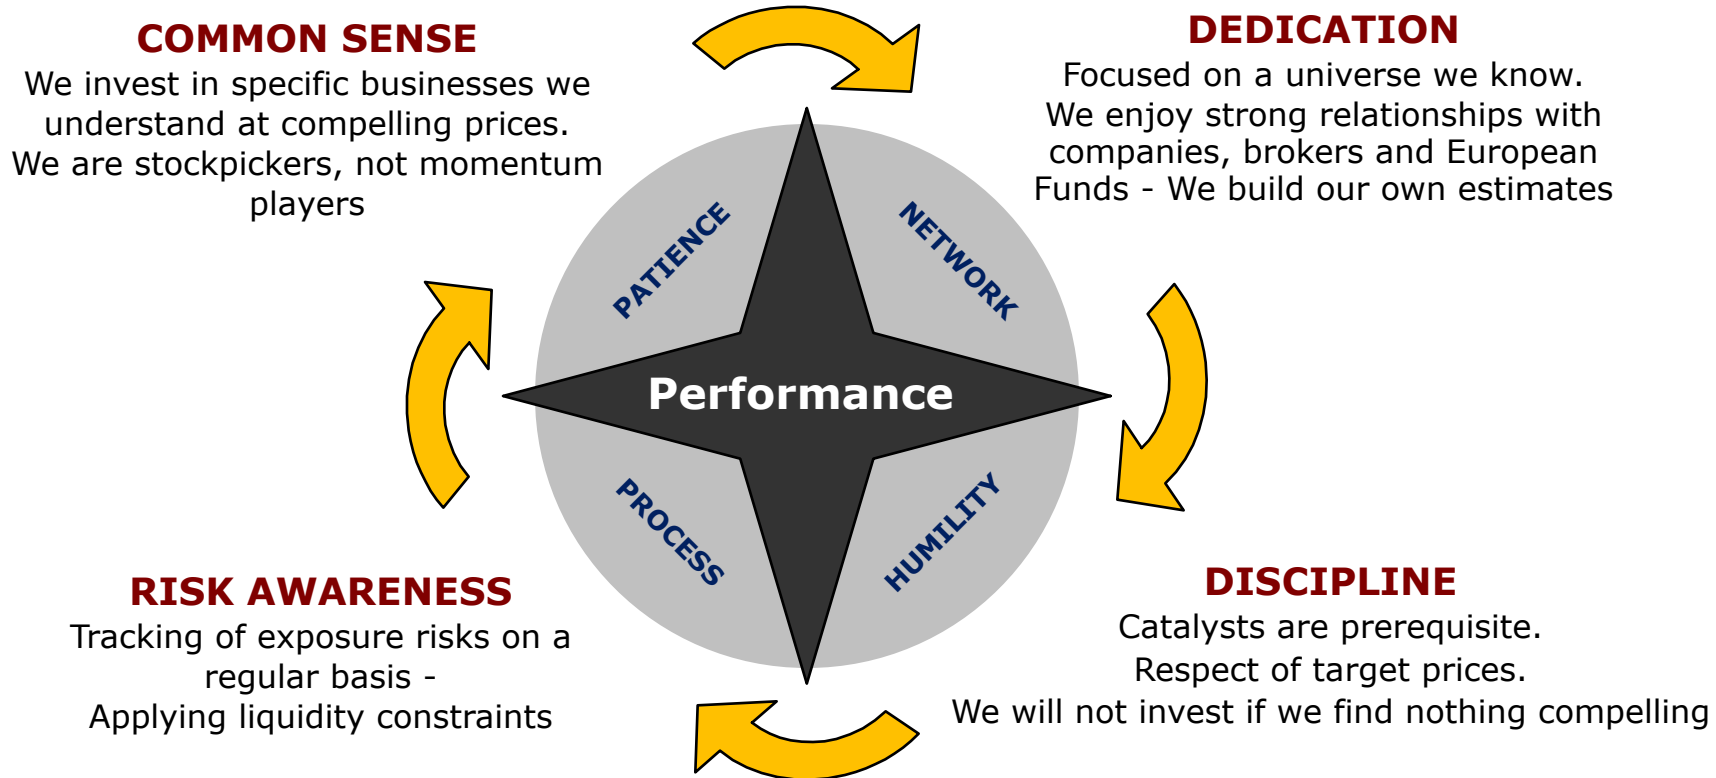 COMMON SENSE
We invest in specific businesses we
understand at compelling prices.
We are stockpickers, not momentum
players
DEDICATION
Focused on a universe we know.
We enjoy strong relationships with
companies, brokers and European
Funds - We build our own estimates
PATIENCE
NETWORK
Performance
PROCESS
HUMILITY
RISK AWARENESS
Tracking of exposure risks on a
regular basis -
Applying liquidity constraints
DISCIPLINE
Catalysts are prerequisite.
Respect of target prices.
We will not invest if we find nothing compelling